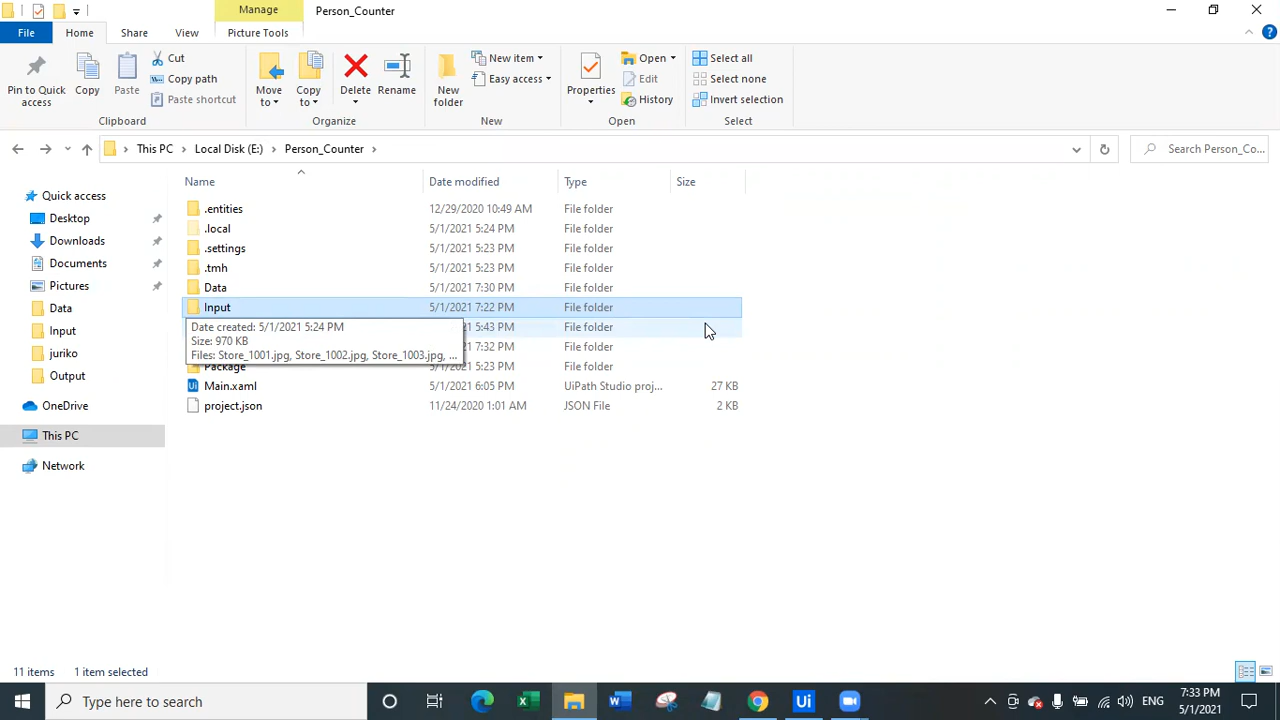 Manage
Person_Counter
File
Home
Share
View
Picture Tools
Pin to Quick access
Copy
Paste
Cut
Copy path
Paste shortcut
Clipboard
Move to
Copy to
Delete
Rename
Organize
New folder
New item
Easy access
New
Properties
Open
Edit
History
Open
Select all
Select none
Invert selection
Select
This PC
Local Disk (E:)
Person_Counter
Search Person_Co...
Name
Date modified
Type
Size
.entities 12/29/2020 10:49 AM File folder
.local 5/1/2021 5:24 PM File folder
.settings 5/1/2021 5:23 PM File folder
.tmh 5/1/2021 5:23 PM File folder
Data 5/1/2021 7:30 PM File folder
Input 5/1/2021 7:22 PM File folder
21 5:43 PM File folder
21 7:32 PM File folder
Package 5/1/2021 5:23 PM File folder
Main.xaml 5/1/2021 6:05 PM UiPath Studio proj... 27 KB
project.json 11/24/2020 1:01 AM JSON File 2 KB
Date created: 5/1/2021 5:24 PM
Size: 970 KB
Files: Store_1001.jpg, Store_1002.jpg, Store_1003.jpg, ...
Quick access
Desktop
Downloads
Documents
Pictures
Data
Input
juriko
Output
OneDrive
This PC
Network
11 items
1 item selected
Type here to search
Ui
ENG
7:33 PM
5/1/2021